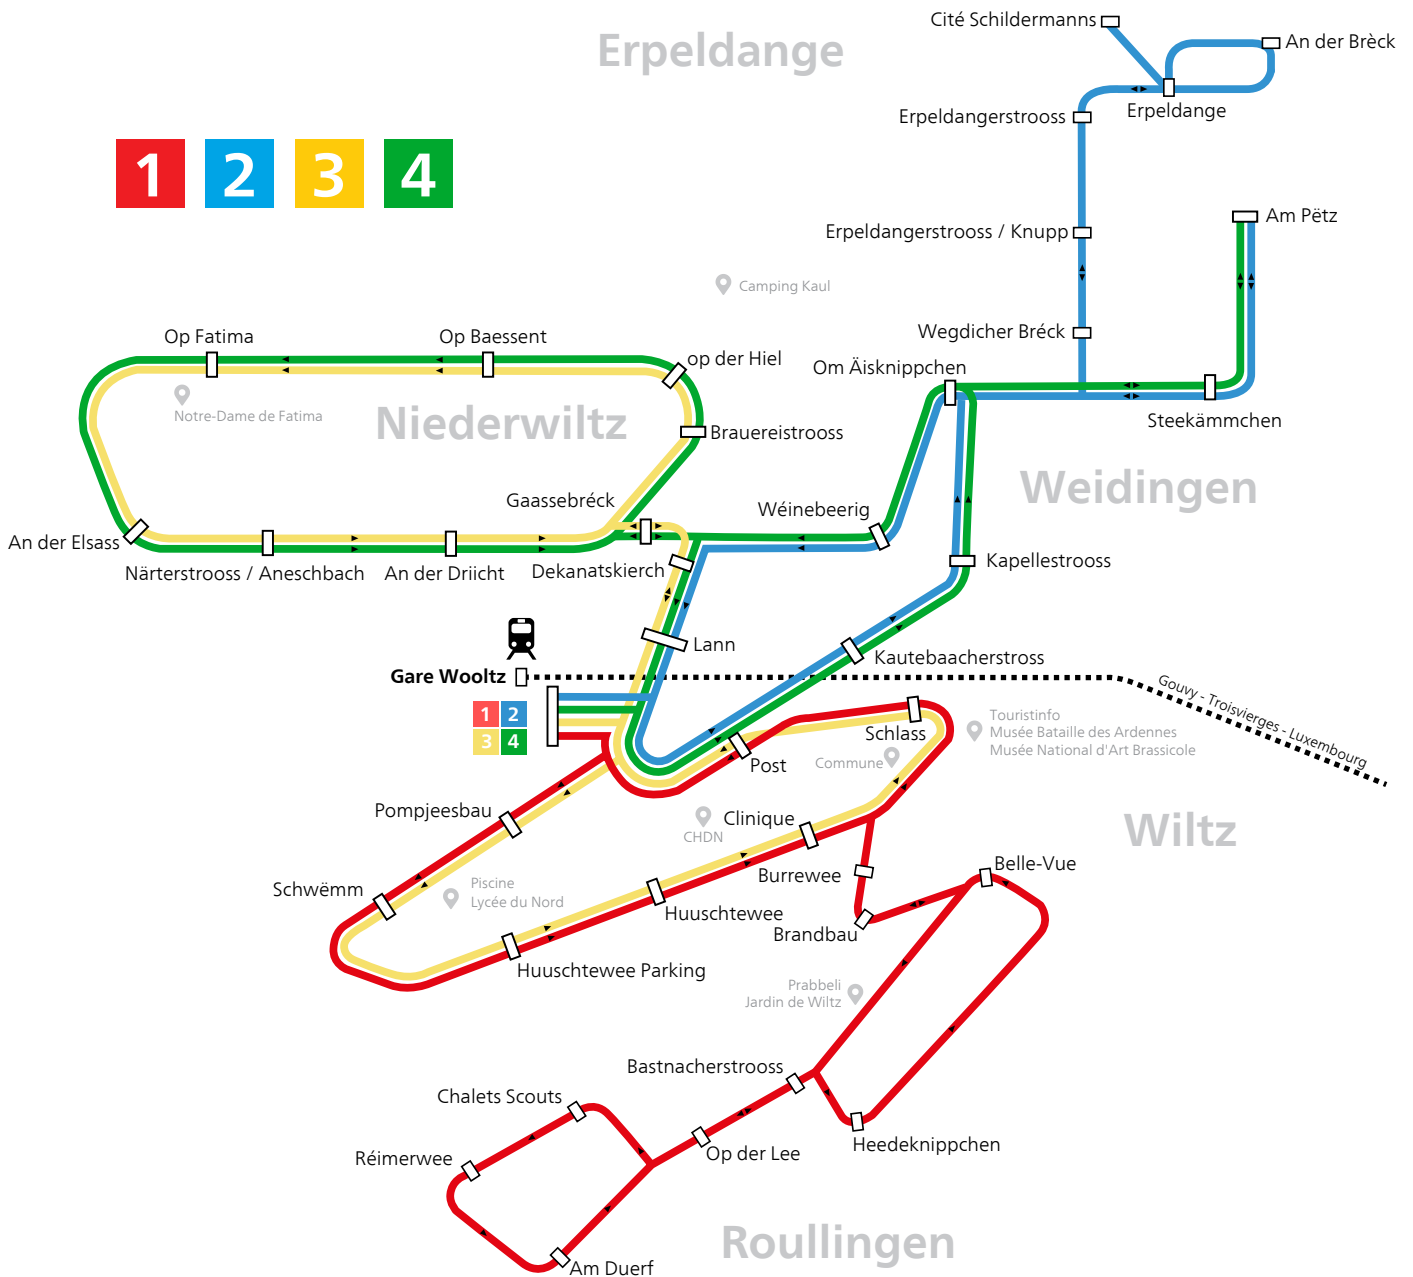 Cité Schildermanns
Erpeldange
An der Brèck
Erpeldangerstrooss
Erpeldange
1 2 3 4
Am Pëtz
Erpeldangerstrooss / Knupp
Camping Kaul
Wegdicher Bréck
Op Fatima
Op Baessent
op der Hiel
Om Äisknippchen
Notre-Dame de Fatima
Niederwiltz
Brauereistrooss
Steekämmchen
Weidingen
Gaassebréck
Wéinebeerig
An der Elsass
Närterstrooss / Aneschbach
An der Driicht
Dekanatskierch
Kapellestrooss
Lann
Kautebaacherstross
Gare Wooltz
Gouvy - Troisvierges - Luxembourg
1 2
3 4
Schlass
Touristinfo
Musée Bataille des Ardennes
Musée National d'Art Brassicole
Post
Commune
Pompjeesbau
Clinique
CHDN
Wiltz
Schwëmm
Piscine
Lycée du Nord
Burrewee
Belle-Vue
Huuschtewee
Brandbau
Huuschtewee Parking
Prabbeli
Jardin de Wiltz
Bastnacherstrooss
Chalets Scouts
Heedeknippchen
Op der Lee
Réimerwee
Roullingen
Am Duerf